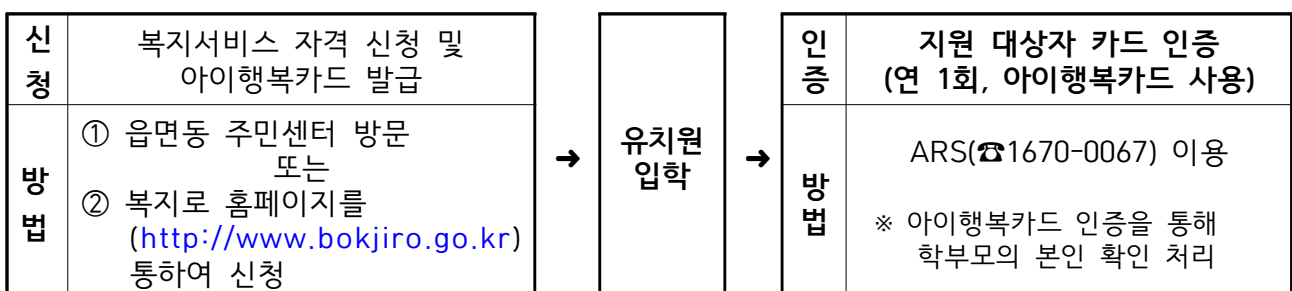 신청
복지서비스 자격 신청 및
아이행복카드 발급
방법
① 읍면동 주민센터 방문
또는
② 복지로 홈페이지를
(http://www.bokjiro.go.kr)
통하여 신청
➜
유치원
입학
➜
인증
지원 대상자 카드 인증
(연 1회, 아이행복카드 사용)
방법
ARS(☎1670-0067) 이용
※ 아이행복카드 인증을 통해
학부모의 본인 확인 처리